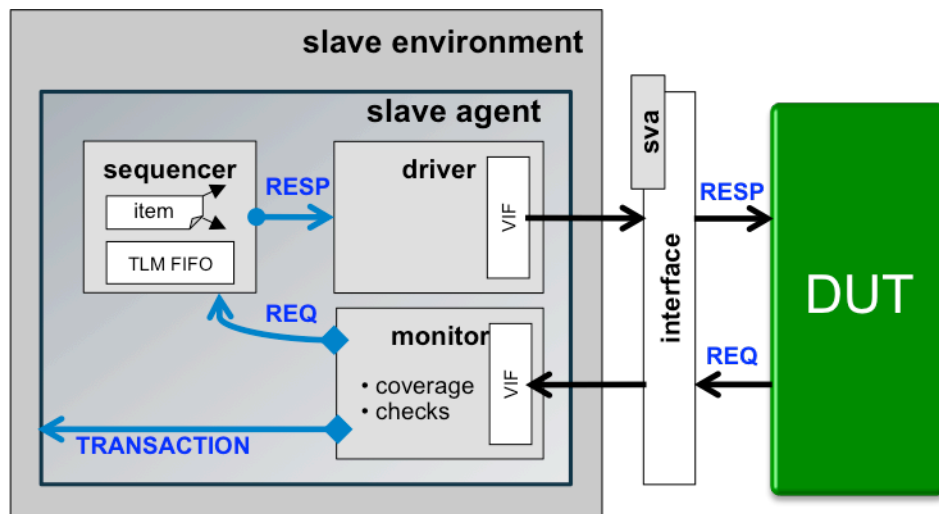 slave environment
slave agent
sequencer
item
TLM FIFO
RESP
driver
VIF
REQ
monitor
• coverage
• checks
VIF
TRANSACTION
sva
interface
RESP
REQ
DUT